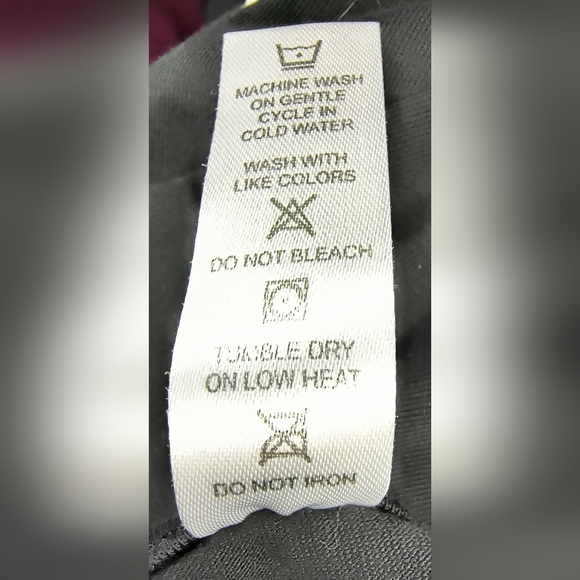 MACHINE WASH
ON GENTLE
CYCLE IN
COLD WATER
WASH WITH
LIKE COLORS
DO NOT BLEACH
TUMBLE DRY
ON LOW HEAT
DO NOT IRON